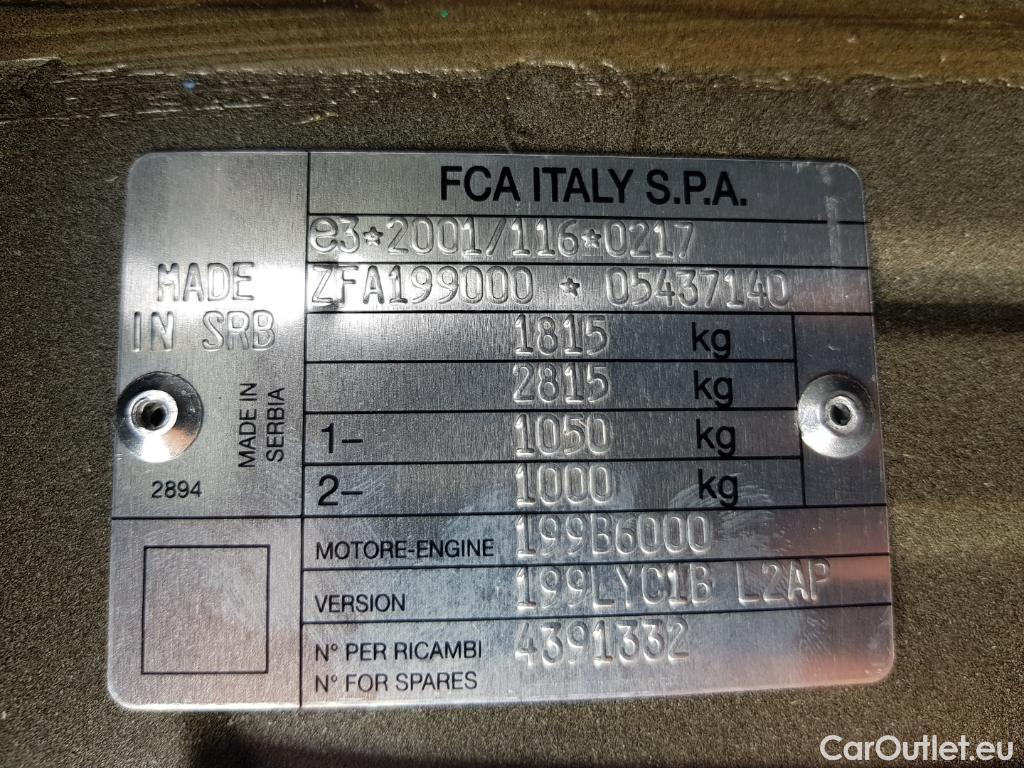 FCA ITALY S.P.A.
e3*2001/116*0217
ZFA199000 * 05437140
MADE
IN SRB
1815 kg
2815 kg
1- 1050 kg
2- 1000 kg
MADE IN
SERBIA
2894
MOTORE-ENGINE 199B6000
VERSION 199LYC1B L2AP
N° PER RICAMBI 4391332
N° FOR SPARES
CarOutlet.eu